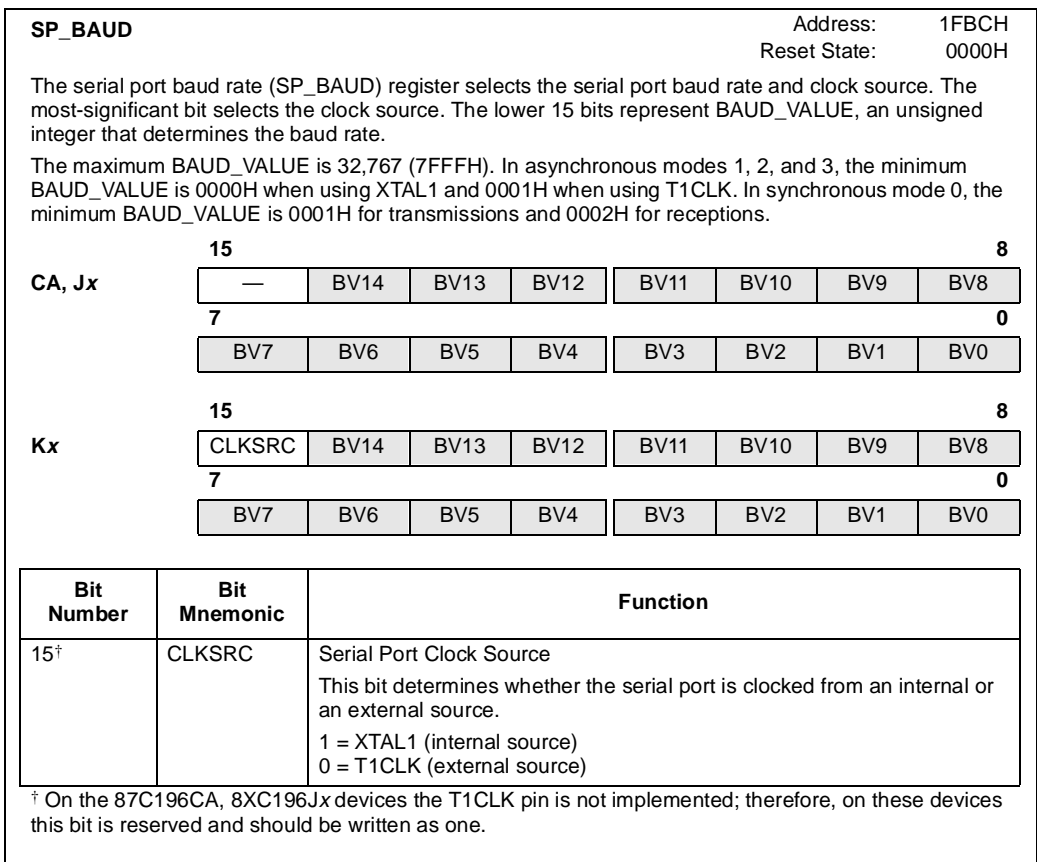 SP_BAUD Address: 1FBCH
Reset State: 0000H
The serial port baud rate (SP_BAUD) register selects the serial port baud rate and clock source. The
most-significant bit selects the clock source. The lower 15 bits represent BAUD_VALUE, an unsigned
integer that determines the baud rate.
The maximum BAUD_VALUE is 32,767 (7FFFH). In asynchronous modes 1, 2, and 3, the minimum
BAUD_VALUE is 0000H when using XTAL1 and 0001H when using T1CLK. In synchronous mode 0, the
minimum BAUD_VALUE is 0001H for transmissions and 0002H for receptions.
15 8
CA, Jx — BV14 BV13 BV12 BV11 BV10 BV9 BV8
7 0
BV7 BV6 BV5 BV4 BV3 BV2 BV1 BV0
15 8
Kx CLKSRC BV14 BV13 BV12 BV11 BV10 BV9 BV8
7 0
BV7 BV6 BV5 BV4 BV3 BV2 BV1 BV0
Bit Number Bit Mnemonic Function
15† CLKSRC Serial Port Clock Source
This bit determines whether the serial port is clocked from an internal or
an external source.
1 = XTAL1 (internal source)
0 = T1CLK (external source)
† On the 87C196CA, 8XC196Jx devices the T1CLK pin is not implemented; therefore, on these devices
this bit is reserved and should be written as one.